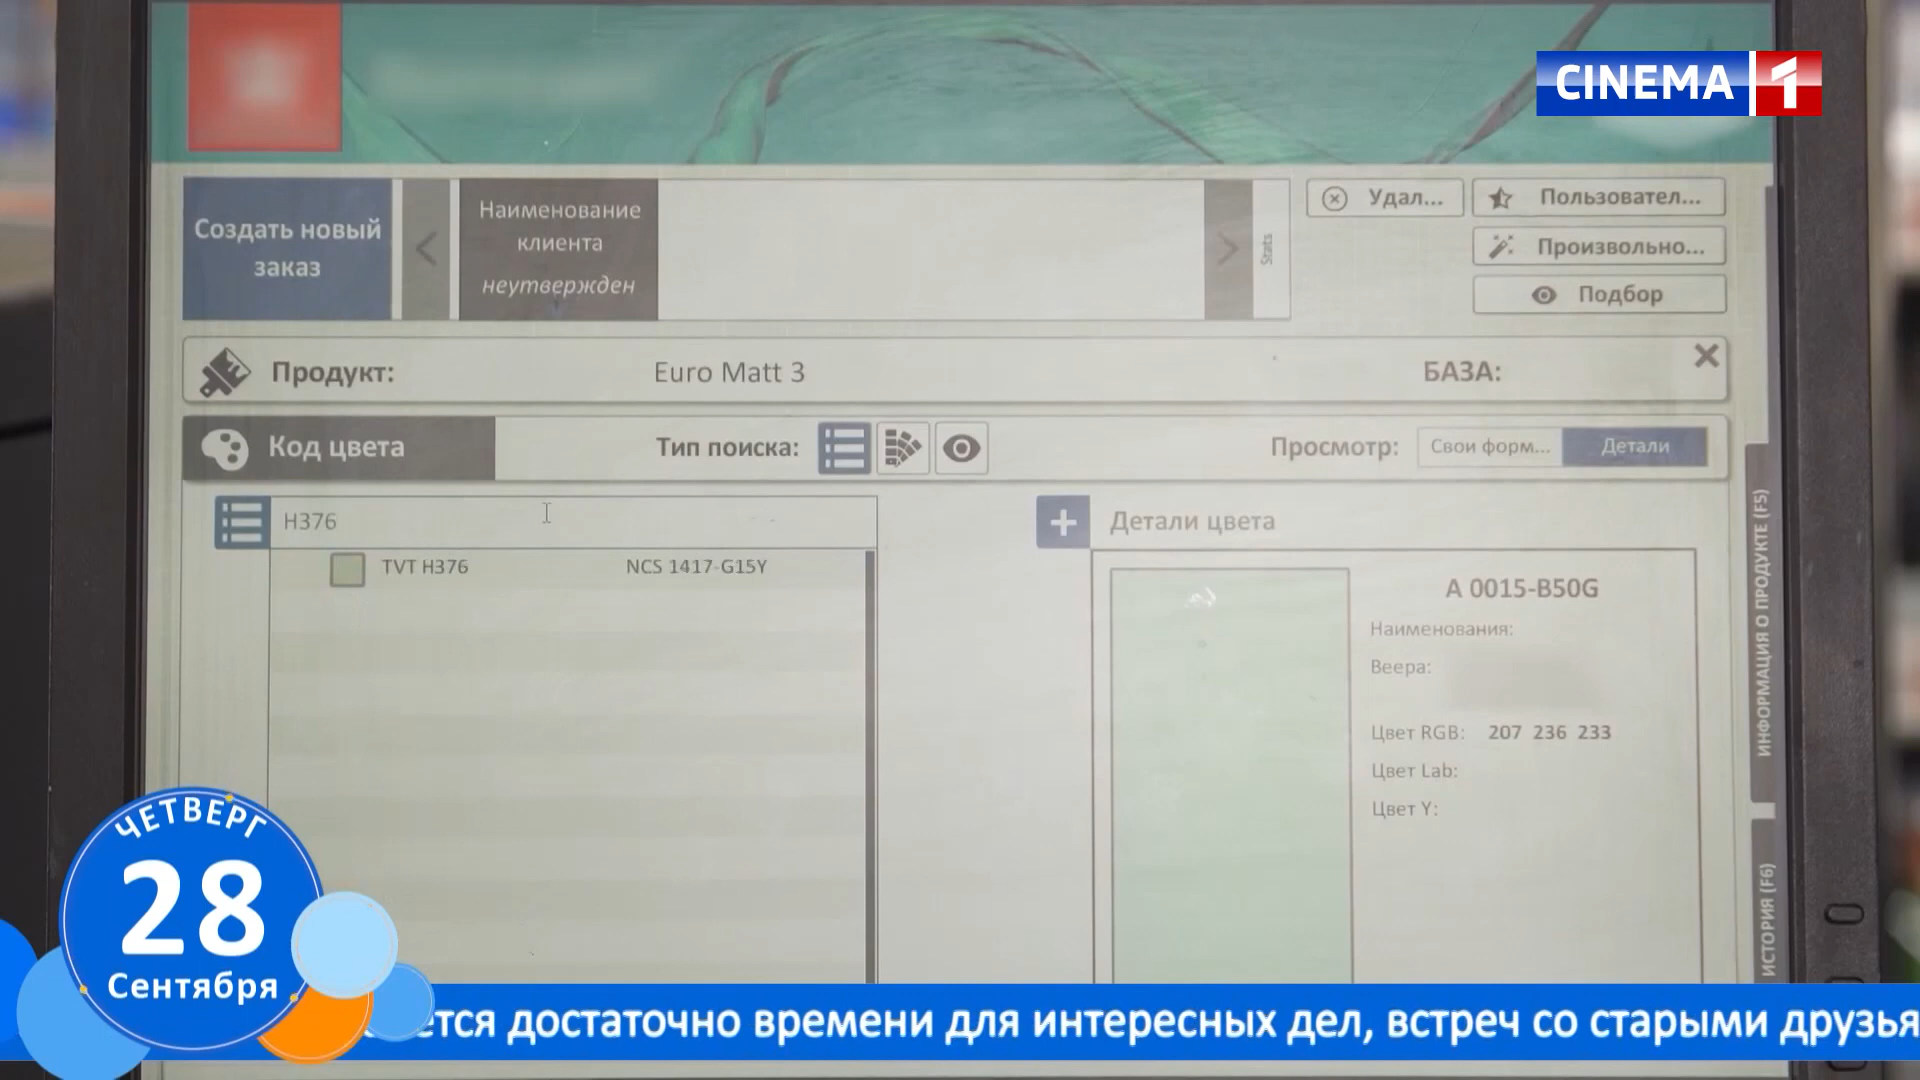 CINEMA 1
Создать новый
заказ
Наименование
клиента
неутвержден
Stats
Удал...
Пользовател...
Произвольно...
Подбор
Продукт:
Euro Matt 3
БАЗА:
Код цвета
Тип поиска:
Просмотр:
Свои форм...
Детали
H376
TVT H376
NCS 1417-G15Y
Детали цвета
A 0015-B50G
Наименования:
Веера:
Цвет RGB: 207 236 233
Цвет Lab:
Цвет Y:
ИНФОРМАЦИЯ О ПРОДУКТЕ (F5)
ИСТОРИЯ (F6)
ЧЕТВЕРГ
28
Сентября
ется достаточно времени для интересных дел, встреч со старыми друзья